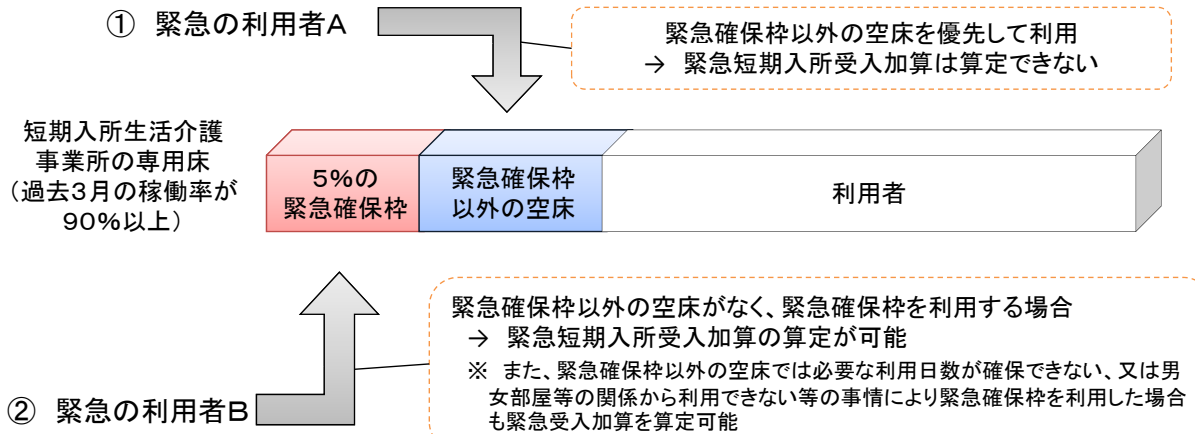 ① 緊急の利用者A
緊急確保枠以外の空床を優先して利用
→ 緊急短期入所受入加算は算定できない
短期入所生活介護
事業所の専用床
(過去3月の稼働率が
90%以上)
5%の
緊急確保枠
緊急確保枠
以外の空床
利用者
緊急確保枠以外の空床がなく、緊急確保枠を利用する場合
→ 緊急短期入所受入加算の算定が可能
※ また、緊急確保枠以外の空床では必要な利用日数が確保できない、又は男
女部屋等の関係から利用できない等の事情により緊急確保枠を利用した場合
も緊急受入加算を算定可能
② 緊急の利用者B